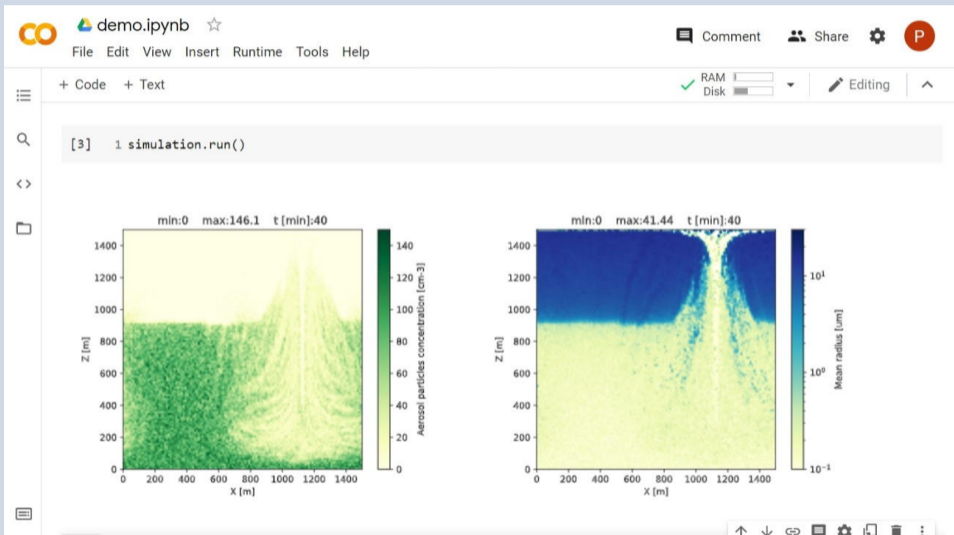 demo.ipynb
File Edit View Insert Runtime Tools Help
Comment Share P
+ Code + Text
RAM
Disk
Editing
[3] 1 simulation.run()
min:0 max:146.1 t [min]:40
1400
1200
1000
800
600
400
200
0
Z [m]
0 200 400 600 800 1000 1200 1400
X [m]
140
120
100
80
60
40
20
0
Aerosol particles concentration [cm-3]
min:0 max:41.44 t [min]:40
1400
1200
1000
800
600
400
200
0
Z [m]
0 200 400 600 800 1000 1200 1400
X [m]
10¹
10⁰
10⁻¹
Mean radius [um]